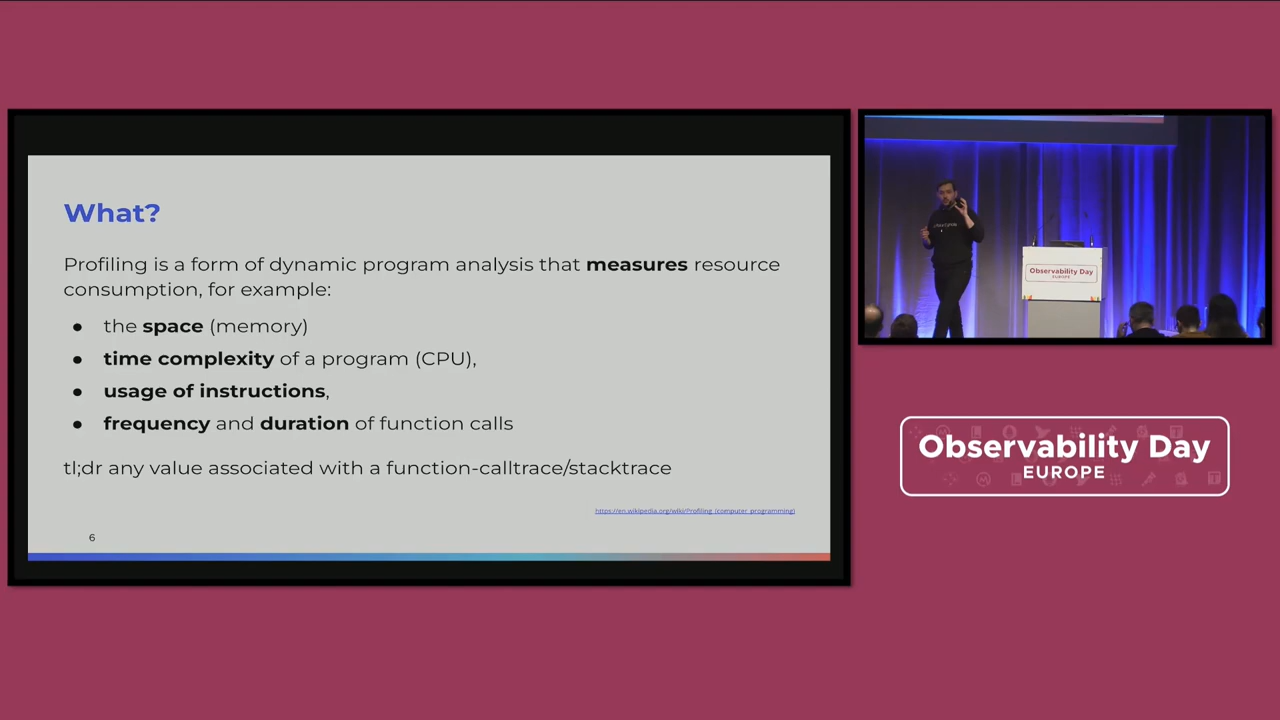 What?
Profiling is a form of dynamic program analysis that measures resource
consumption, for example:
● the space (memory)
● time complexity of a program (CPU),
● usage of instructions,
● frequency and duration of function calls
tl;dr any value associated with a function-calltrace/stacktrace
https://en.wikipedia.org/wiki/Profiling_(computer_programming)
6
Observability Day
EUROPE
Observability Day
EUROPE